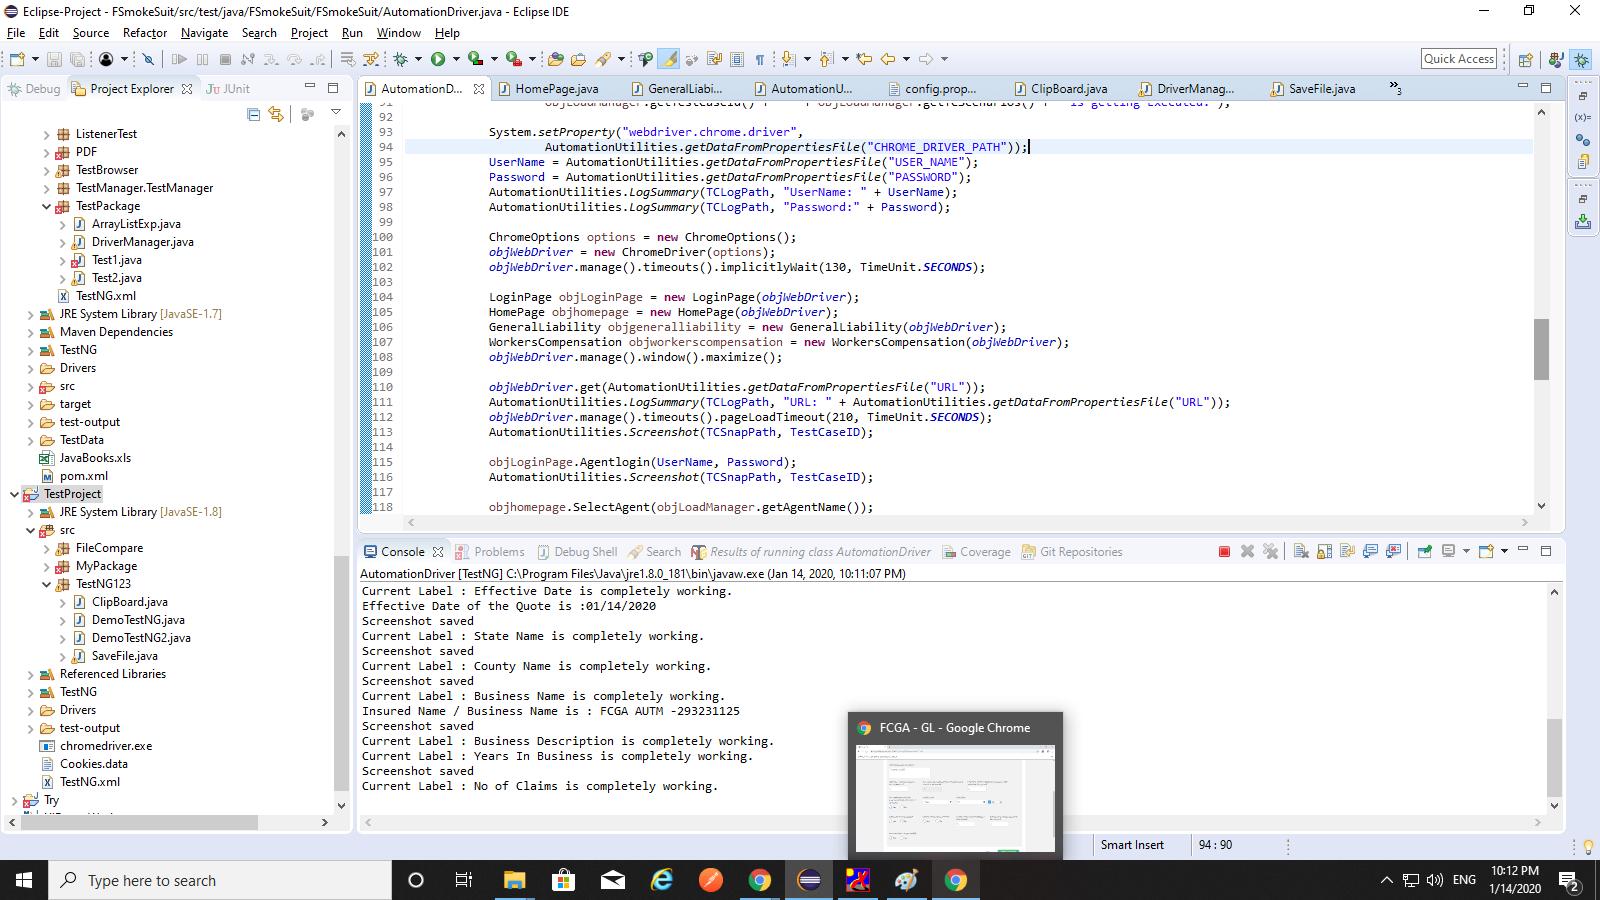 Eclipse-Project - FSmokeSuit/src/test/java/FSmokeSuit/FSmokeSuit/AutomationDriver.java - Eclipse IDE
File Edit Source Refactor Navigate Search Project Run Window Help
Quick Access
Debug Project Explorer JUnit
ListenerTest
PDF
TestBrowser
TestManager.TestManager
TestPackage
ArrayListExp.java
DriverManager.java
Test1.java
Test2.java
TestNG.xml
JRE System Library [JavaSE-1.7]
Maven Dependencies
TestNG
Drivers
src
target
test-output
TestData
JavaBooks.xls
pom.xml
TestProject
JRE System Library [JavaSE-1.8]
src
FileCompare
MyPackage
TestNG123
ClipBoard.java
DemoTestNG.java
DemoTestNG2.java
SaveFile.java
Referenced Libraries
TestNG
Drivers
test-output
chromedriver.exe
Cookies.data
TestNG.xml
Try
AutomationD... HomePage.java GeneralLiabi... AutomationU... config.prop... ClipBoard.java DriverManag... SaveFile.java 3
92
93 System.setProperty("webdriver.chrome.driver",
94 AutomationUtilities.getDataFromPropertiesFile("CHROME_DRIVER_PATH"));
95 UserName = AutomationUtilities.getDataFromPropertiesFile("USER_NAME");
96 Password = AutomationUtilities.getDataFromPropertiesFile("PASSWORD");
97 AutomationUtilities.LogSummary(TCLogPath, "UserName: " + UserName);
98 AutomationUtilities.LogSummary(TCLogPath, "Password:" + Password);
99
100 ChromeOptions options = new ChromeOptions();
101 objWebDriver = new ChromeDriver(options);
102 objWebDriver.manage().timeouts().implicitlyWait(130, TimeUnit.SECONDS);
103
104 LoginPage objLoginPage = new LoginPage(objWebDriver);
105 HomePage objhomepage = new HomePage(objWebDriver);
106 GeneralLiability objgeneralliability = new GeneralLiability(objWebDriver);
107 WorkersCompensation objworkerscompensation = new WorkersCompensation(objWebDriver);
108 objWebDriver.manage().window().maximize();
109
110 objWebDriver.get(AutomationUtilities.getDataFromPropertiesFile("URL"));
111 AutomationUtilities.LogSummary(TCLogPath, "URL: " + AutomationUtilities.getDataFromPropertiesFile("URL"));
112 objWebDriver.manage().timeouts().pageLoadTimeout(210, TimeUnit.SECONDS);
113 AutomationUtilities.Screenshot(TCSnapPath, TestCaseID);
114
115 objLoginPage.Agentlogin(UserName, Password);
116 AutomationUtilities.Screenshot(TCSnapPath, TestCaseID);
117
118 objhomepage.SelectAgent(objLoadManager.getAgentName());
Console Problems Debug Shell Search Results of running class AutomationDriver Coverage Git Repositories
AutomationDriver [TestNG] C:\Program Files\Java\jre1.8.0_181\bin\javaw.exe (Jan 14, 2020, 10:11:07 PM)
Current Label : Effective Date is completely working.
Effective Date of the Quote is :01/14/2020
Screenshot saved
Current Label : State Name is completely working.
Screenshot saved
Current Label : County Name is completely working.
Screenshot saved
Current Label : Business Name is completely working.
Insured Name / Business Name is : FCGA AUTM -293231125
Screenshot saved
Current Label : Business Description is completely working.
Current Label : Years In Business is completely working.
Screenshot saved
Current Label : No of Claims is completely working.
FCGA - GL - Google Chrome
Smart Insert 94 : 90
Type here to search
ENG
10:12 PM
1/14/2020
2